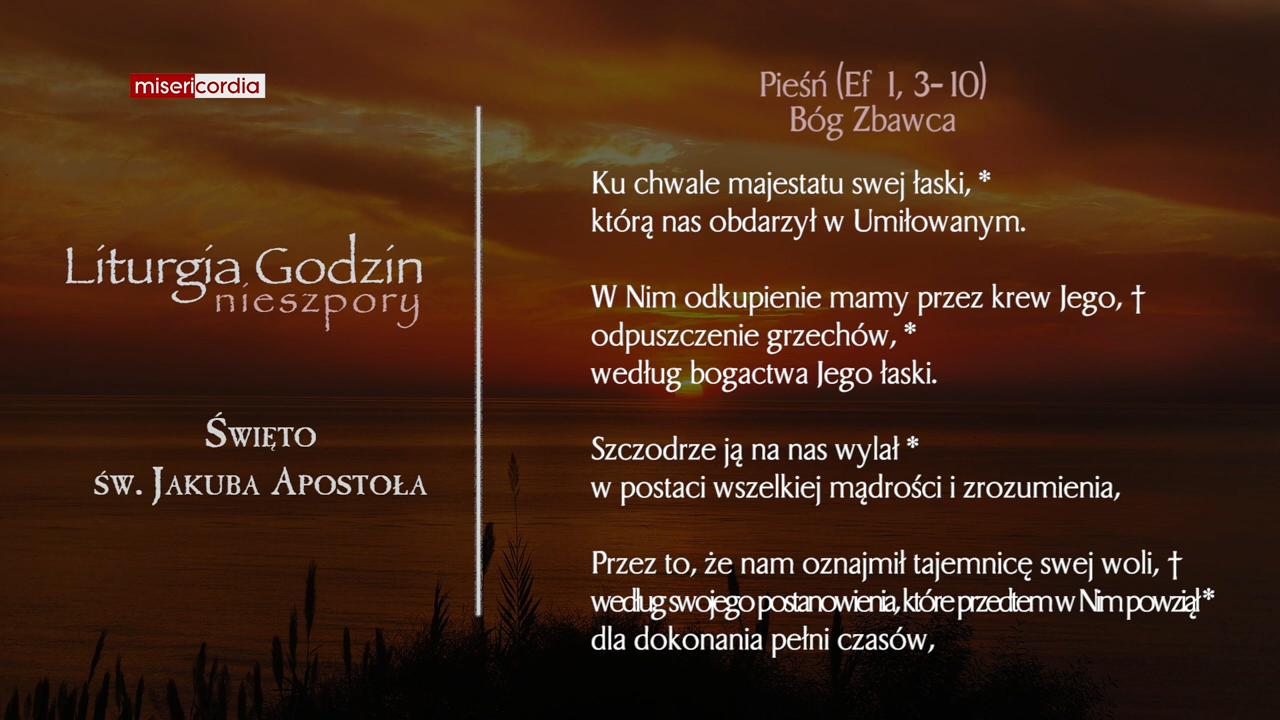 misericordia
Liturgia Godzin
nieszpory
Święto
św. Jakuba Apostoła
Pieśń (Ef 1, 3-10)
Bóg Zbawca
Ku chwale majestatu swej łaski, *
którą nas obdarzył w Umiłowanym.
W Nim odkupienie mamy przez krew Jego, †
odpuszczenie grzechów, *
według bogactwa Jego łaski.
Szczodrze ją na nas wylał *
w postaci wszelkiej mądrości i zrozumienia,
Przez to, że nam oznajmił tajemnicę swej woli, †
według swojego postanowienia, które przedtem w Nim powziął *
dla dokonania pełni czasów,